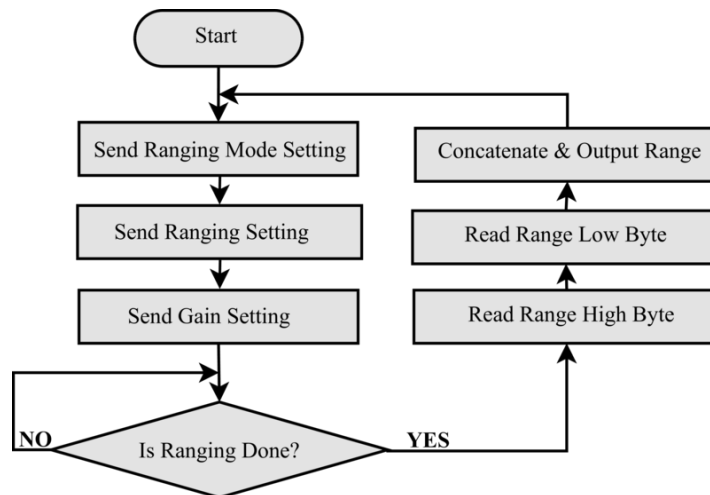 Start
Send Ranging Mode Setting
Send Ranging Setting
Send Gain Setting
Is Ranging Done?
NO
YES
Read Range High Byte
Read Range Low Byte
Concatenate & Output Range